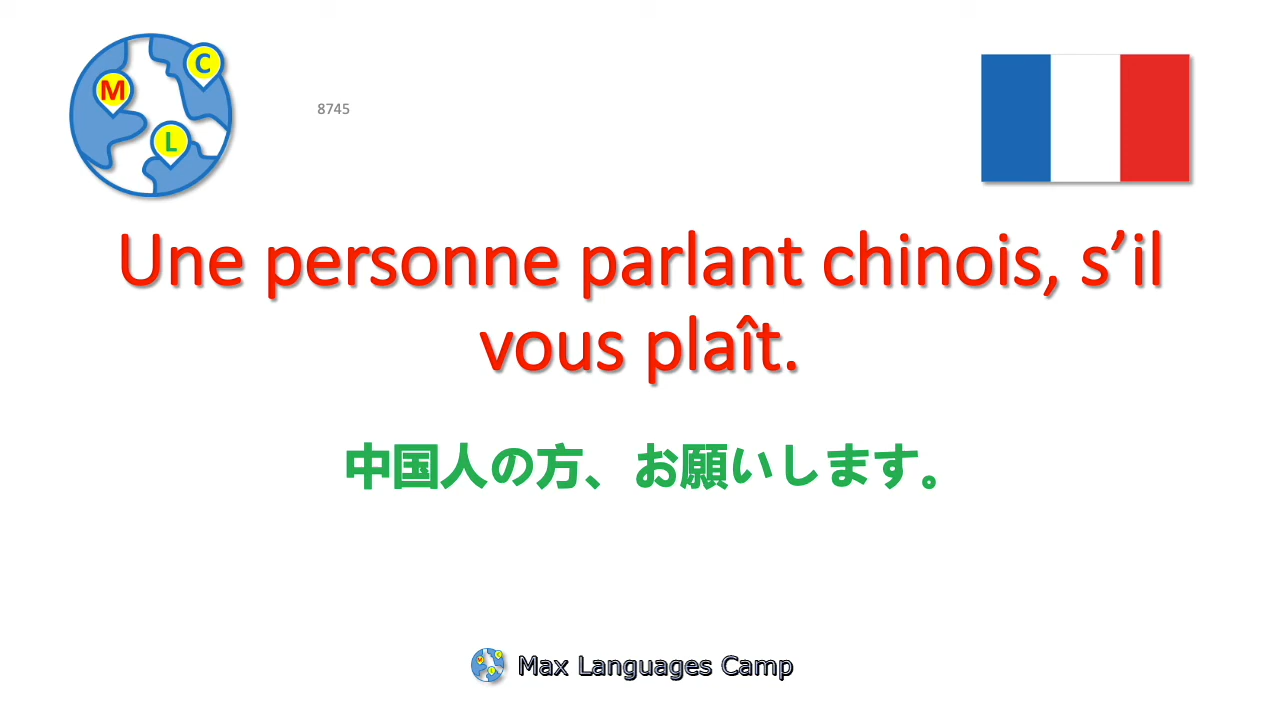 C
M
L
8745
Une personne parlant chinois, s’il
vous plaît.
中国人の方、お願いします。
Max Languages Camp